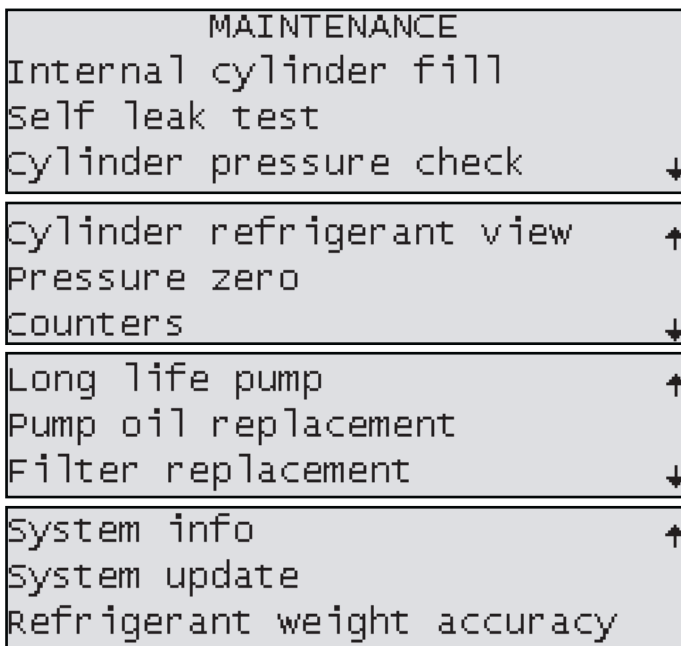 MAINTENANCE
Internal cylinder fill
Self leak test
Cylinder pressure check ↓
Cylinder refrigerant view ↑
Pressure zero
Counters ↓
Long life pump ↑
Pump oil replacement
Filter replacement ↓
System info ↑
System update
Refrigerant weight accuracy